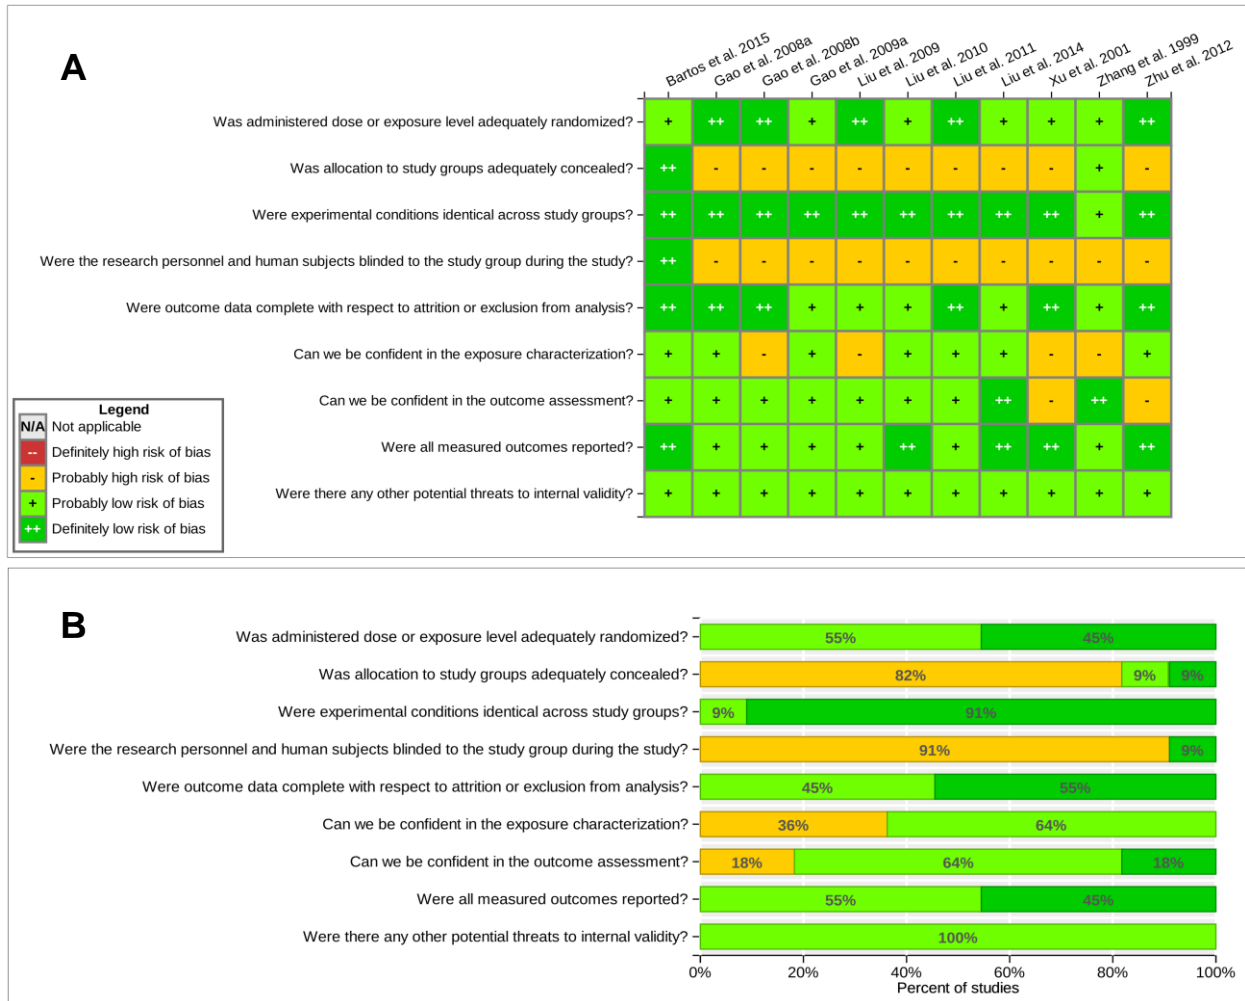 A
Bartos et al. 2015
Gao et al. 2008a
Gao et al. 2008b
Gao et al. 2009a
Liu et al. 2009
Liu et al. 2010
Liu et al. 2011
Liu et al. 2014
Xu et al. 2001
Zhang et al. 1999
Zhu et al. 2012
Was administered dose or exposure level adequately randomized? + ++ ++ + ++ + ++ + + + ++
Was allocation to study groups adequately concealed? ++ - - - - - - - - + -
Were experimental conditions identical across study groups? ++ ++ ++ ++ ++ ++ ++ ++ ++ + ++
Were the research personnel and human subjects blinded to the study group during the study? ++ - - - - - - - - - -
Were outcome data complete with respect to attrition or exclusion from analysis? ++ ++ ++ + + + ++ + ++ + ++
Can we be confident in the exposure characterization? + + - + - + + + - - +
Can we be confident in the outcome assessment? + + + + + + + ++ - ++ -
Were all measured outcomes reported? ++ + + + + ++ + ++ ++ + ++
Were there any other potential threats to internal validity? + + + + + + + + + + +
Legend
N/A Not applicable
-- Definitely high risk of bias
- Probably high risk of bias
+ Probably low risk of bias
++ Definitely low risk of bias
B
Was administered dose or exposure level adequately randomized? 55% 45%
Was allocation to study groups adequately concealed? 82% 9% 9%
Were experimental conditions identical across study groups? 9% 91%
Were the research personnel and human subjects blinded to the study group during the study? 91% 9%
Were outcome data complete with respect to attrition or exclusion from analysis? 45% 55%
Can we be confident in the exposure characterization? 36% 64%
Can we be confident in the outcome assessment? 18% 64% 18%
Were all measured outcomes reported? 55% 45%
Were there any other potential threats to internal validity? 100%
0% 20% 40% 60% 80% 100%
Percent of studies